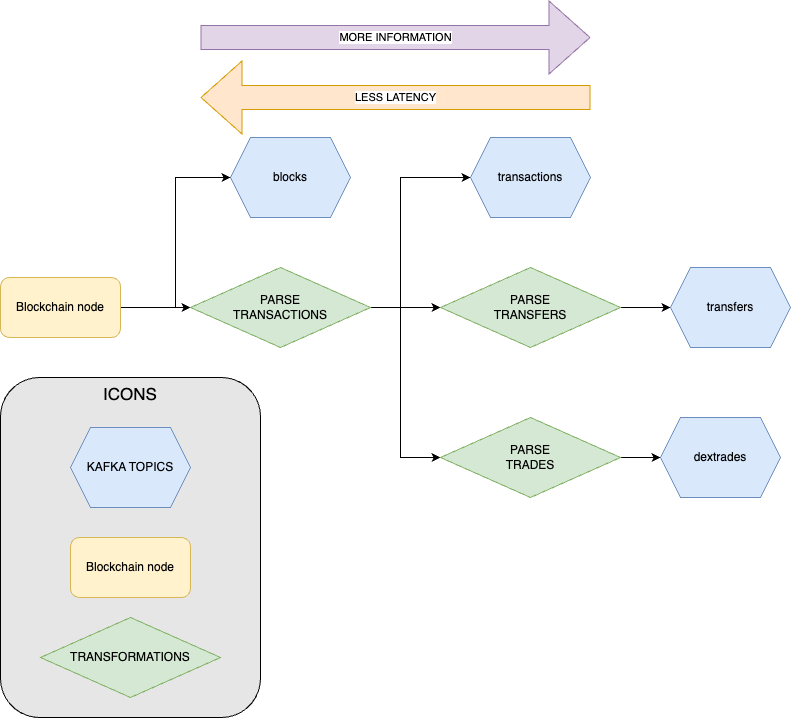 MORE INFORMATION
LESS LATENCY
blocks
transactions
Blockchain node
PARSE
TRANSACTIONS
PARSE
TRANSFERS
transfers
PARSE
TRADES
dextrades
ICONS
KAFKA TOPICS
Blockchain node
TRANSFORMATIONS